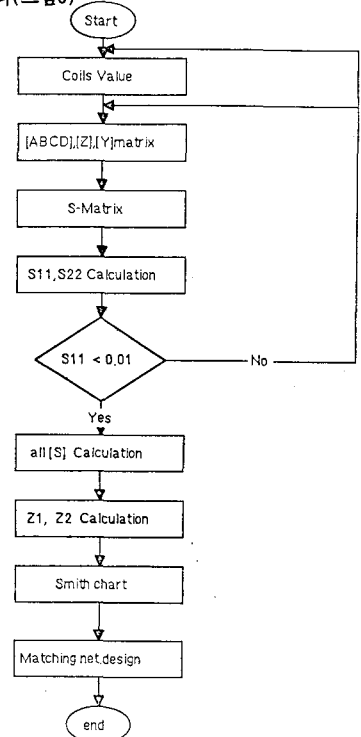 Start
Coils Value
[ABCD],[Z],[Y]matrix
S-Matrix
S11,S22 Calculation
S11 < 0.01
No
Yes
all [S] Calculation
Z1, Z2 Calculation
Smith chart
Matching net.design
end